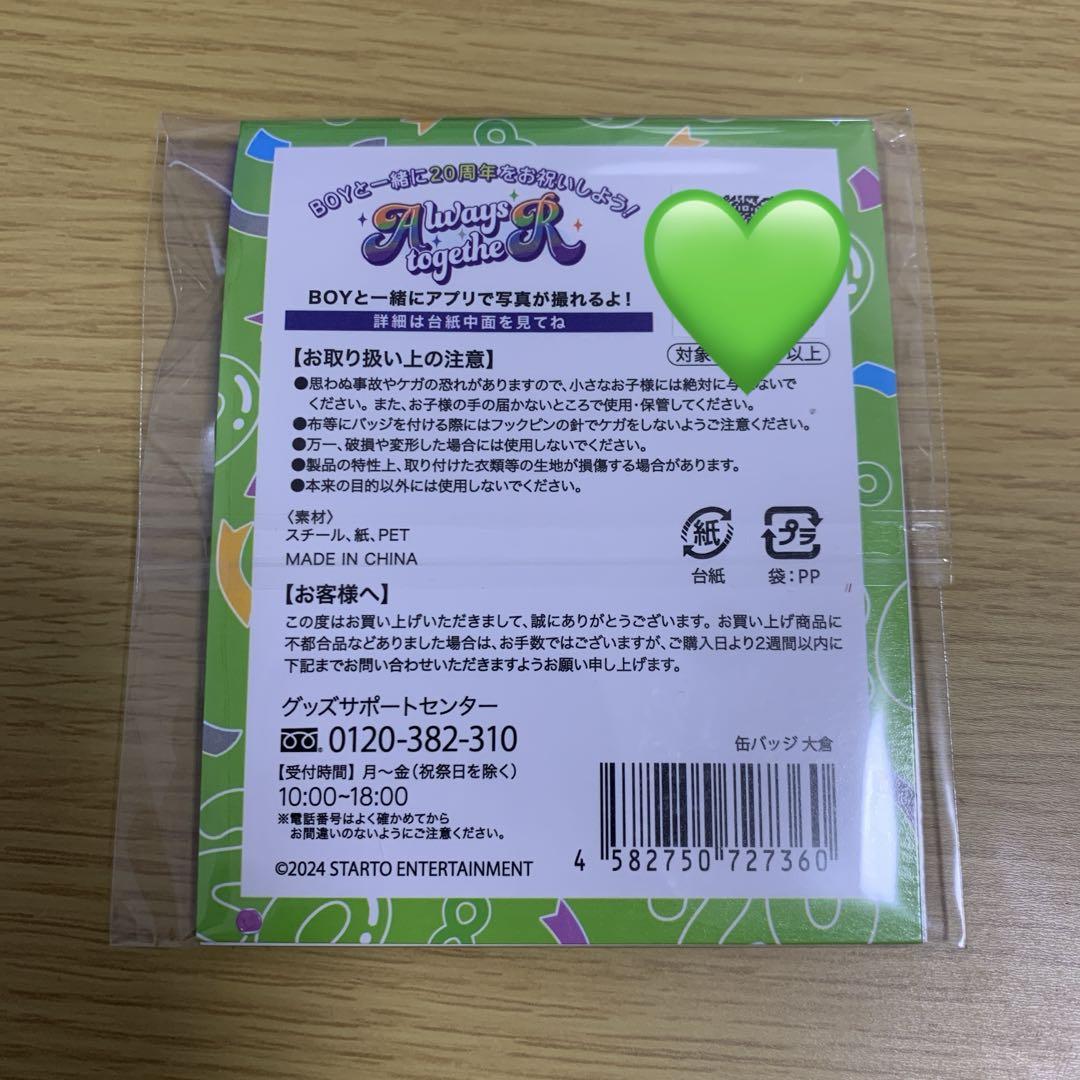 BOYと一緒に20周年をお祝いしよう!
Always
togetheR
BOYと一緒にアプリで写真が撮れるよ!
詳細は台紙中面を見てね
【お取り扱い上の注意】
対象 以上
●思わぬ事故やケガの恐れがありますので、小さなお子様には絶対に与 ないで
ください。また、お子様の手の届かないところで使用・保管してください。
●布等にバッジを付ける際にはフックピンの針でケガをしないようご注意ください。
●万一、破損や変形した場合には使用しないでください。
●製品の特性上、取り付けた衣類等の生地が損傷する場合があります。
●本来の目的以外には使用しないでください。
〈素材〉
スチール、紙、PET
MADE IN CHINA
紙
台紙
プラ
袋:PP
【お客様へ】
この度はお買い上げいただきまして、誠にありがとうございます。お買い上げ商品に
不都合品などありました場合は、お手数ではございますが、ご購入日より2週間以内に
下記までお問い合わせいただきますようお願い申し上げます。
グッズサポートセンター
0120-382-310
【受付時間】月〜金(祝祭日を除く)
10:00~18:00
※電話番号はよく確かめてから
お間違いのないようにご注意ください。
©2024 STARTO ENTERTAINMENT
缶バッジ 大倉
4 582750 727360